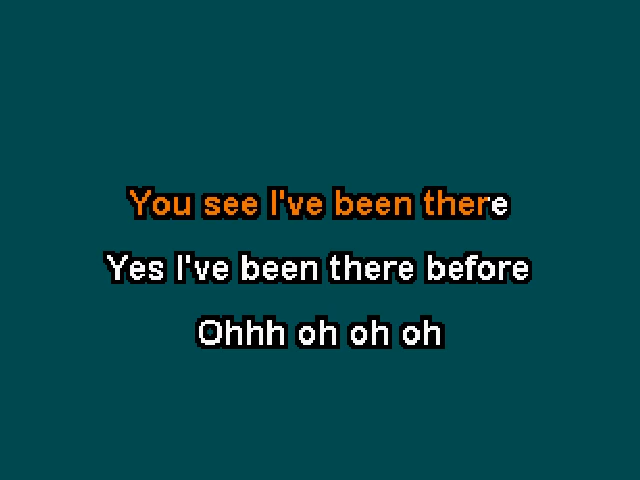 You see I've been there
Yes I've been there before
Ohhh oh oh oh